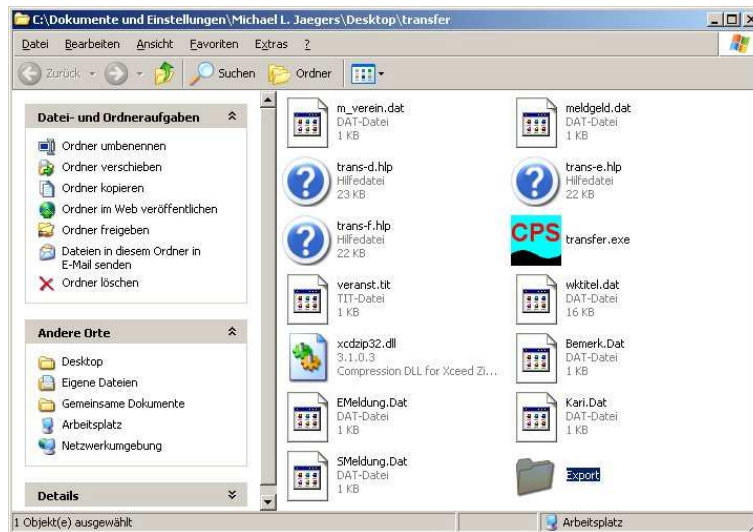 C:\Dokumente und Einstellungen\Michael L. Jaegers\Desktop\transfer
Datei Bearbeiten Ansicht Favoriten Extras ?
Zurück Suchen Ordner
Datei- und Ordneraufgaben
Ordner umbenennen
Ordner verschieben
Ordner kopieren
Ordner im Web veröffentlichen
Ordner freigeben
Dateien in diesem Ordner in
E-Mail senden
Ordner löschen
Andere Orte
Desktop
Eigene Dateien
Gemeinsame Dokumente
Arbeitsplatz
Netzwerkumgebung
Details
m_verein.dat
DAT-Datei
1 KB
meldgeld.dat
DAT-Datei
1 KB
trans-d.hlp
Hilfedatei
23 KB
trans-e.hlp
Hilfedatei
22 KB
trans-f.hlp
Hilfedatei
22 KB
CPS
transfer.exe
veranst.tit
TIT-Datei
1 KB
wktitel.dat
DAT-Datei
16 KB
xcdzip32.dll
3.1.0.3
Compression DLL for Xceed Zi...
Bemerk.Dat
DAT-Datei
1 KB
EMeldung.Dat
DAT-Datei
1 KB
Kari.Dat
DAT-Datei
1 KB
SMeldung.Dat
DAT-Datei
1 KB
Export
1 Objekt(e) ausgewählt
Arbeitsplatz